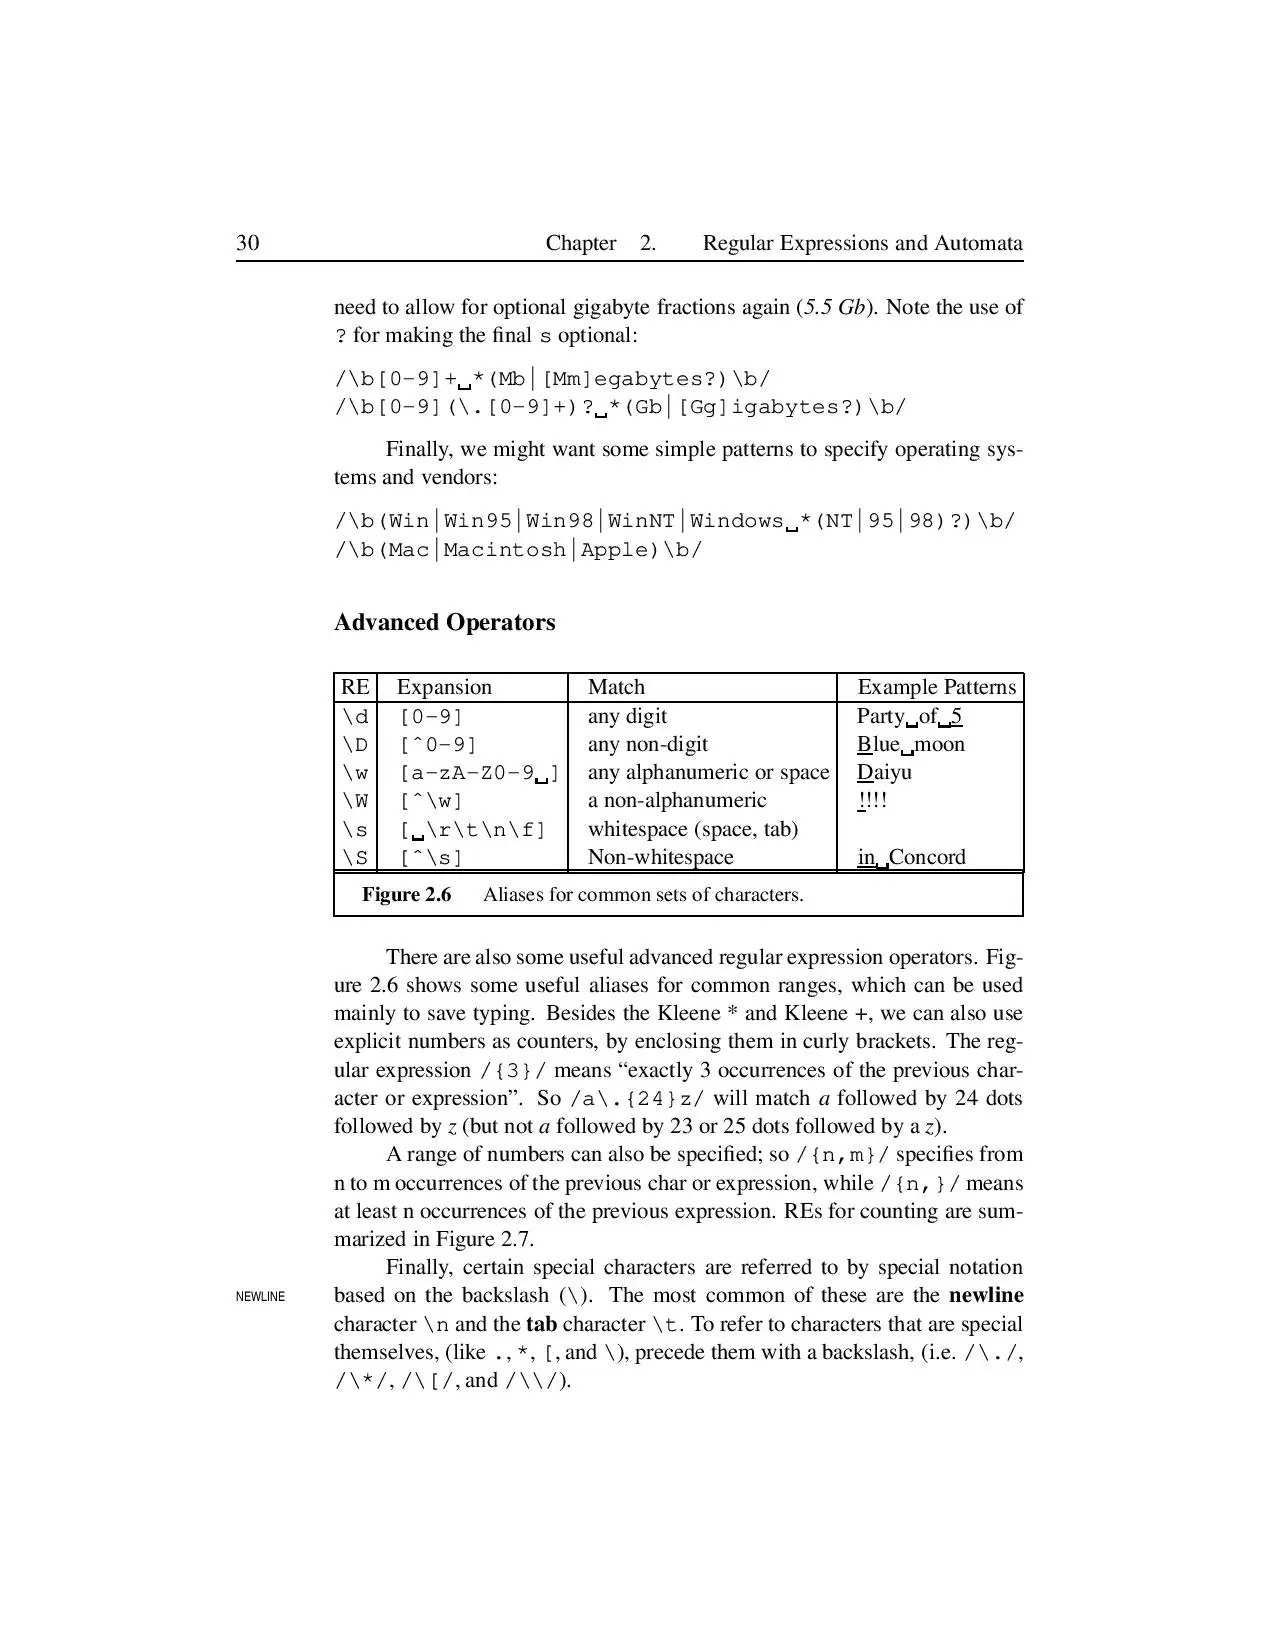 30 Chapter 2. Regular Expressions and Automata
need to allow for optional gigabyte fractions again (5.5 Gb). Note the use of
? for making the final s optional:
/\b[0-9]+␣*(Mb|[Mm]egabytes?)\b/
/\b[0-9](\.[0-9]+)?␣*(Gb|[Gg]igabytes?)\b/
Finally, we might want some simple patterns to specify operating sys-
tems and vendors:
/\b(Win|Win95|Win98|WinNT|Windows␣*(NT|95|98)?)\b/
/\b(Mac|Macintosh|Apple)\b/
Advanced Operators
RE Expansion Match Example Patterns
\d [0-9] any digit Party␣of␣5
\D [^0-9] any non-digit Blue␣moon
\w [a-zA-Z0-9␣] any alphanumeric or space Daiyu
\W [^\w] a non-alphanumeric !!!!
\s [␣\r\t\n\f] whitespace (space, tab)
\S [^\s] Non-whitespace in␣Concord
Figure 2.6 Aliases for common sets of characters.
There are also some useful advanced regular expression operators. Fig-
ure 2.6 shows some useful aliases for common ranges, which can be used
mainly to save typing. Besides the Kleene * and Kleene +, we can also use
explicit numbers as counters, by enclosing them in curly brackets. The reg-
ular expression /{3}/ means “exactly 3 occurrences of the previous char-
acter or expression”. So /a\.{24}z/ will match a followed by 24 dots
followed by z (but not a followed by 23 or 25 dots followed by a z).
A range of numbers can also be specified; so /{n,m}/ specifies from
n to m occurrences of the previous char or expression, while /{n,}/ means
at least n occurrences of the previous expression. REs for counting are sum-
marized in Figure 2.7.
Finally, certain special characters are referred to by special notation
NEWLINE based on the backslash (\). The most common of these are the newline
character \n and the tab character \t. To refer to characters that are special
themselves, (like ., *, [, and \), precede them with a backslash, (i.e. /\./,
/\*/, /\[/, and /\\/).